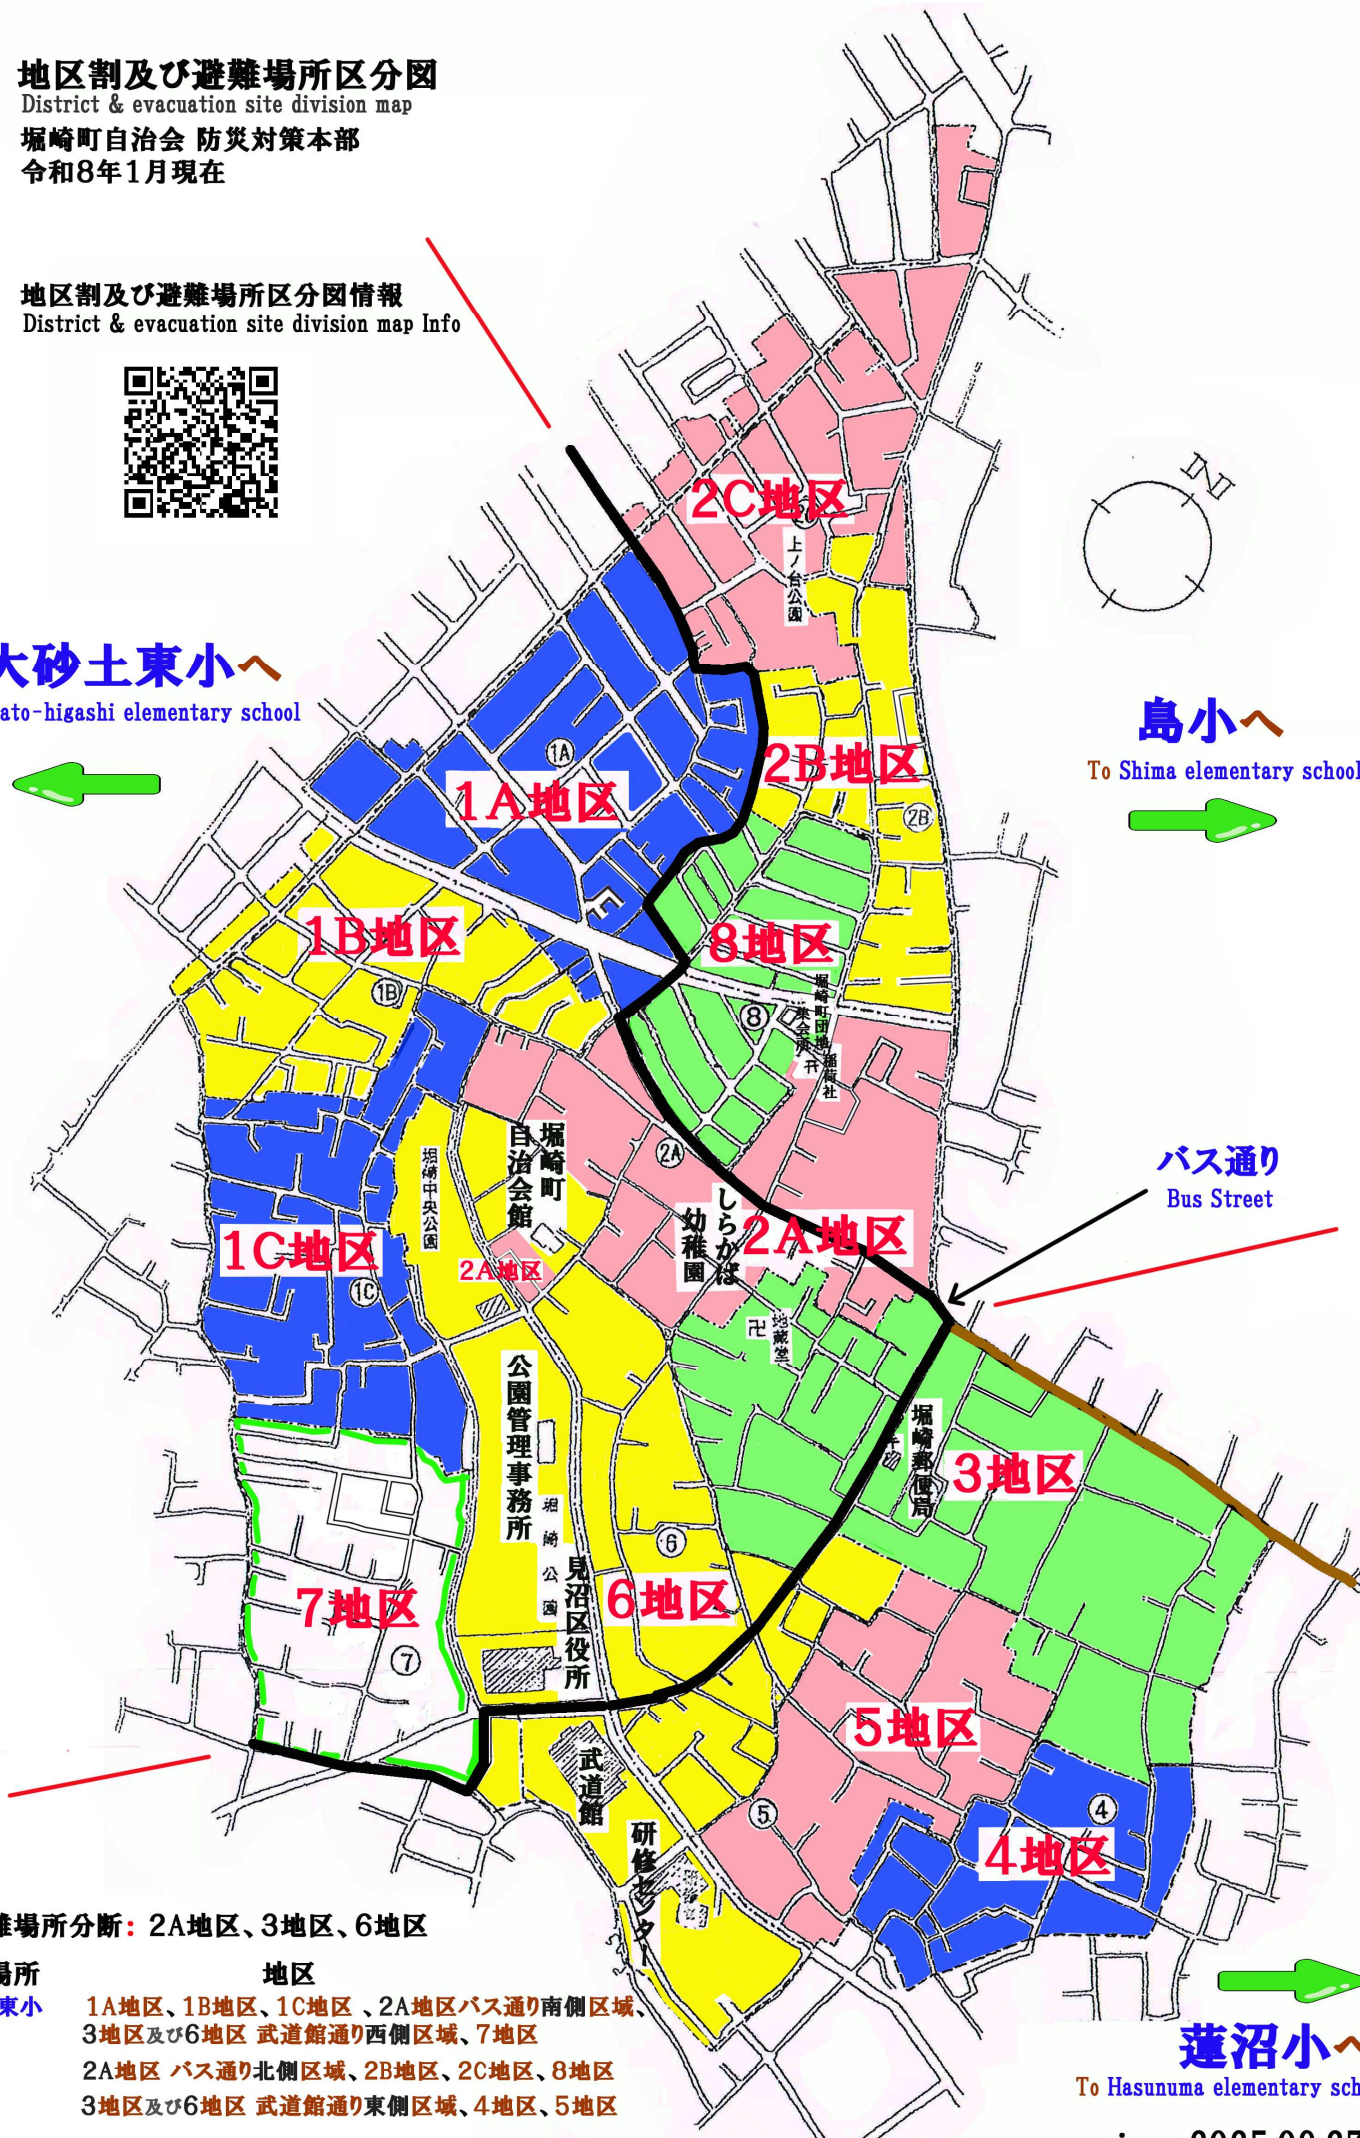 地区割及び避難場所区分図
District & evacuation site division map
堀崎町自治会 防災対策本部
令和8年1月現在
地区割及び避難場所区分図情報
District & evacuation site division map Info
N
2C地区
上ノ台公園
大砂土東小へ
ato-higashi elementary school
島小へ
To Shima elementary school
1A
1A地区
2B地区
2B
1B地区
1B
8地区
8
堀崎町団地
集会所
稲荷社
2A
堀崎町
自治会館
堀崎中央公園
しらかば
幼稚園
2A地区
2A地区
バス通り
Bus Street
1C地区
1C
卍
地蔵堂
公園管理事務所
堀崎郵便局
3地区
堀崎公園
見沼区役所
6
6地区
7地区
7
5地区
5
武道館
研修センター
4
4地区
難場所分断: 2A地区、3地区、6地区
場所 地区
東小 1A地区、1B地区、1C地区 、2A地区バス通り南側区域、
3地区及び6地区 武道館通り西側区域、7地区
2A地区 バス通り北側区域、2B地区、2C地区、8地区
3地区及び6地区 武道館通り東側区域、4地区、5地区
蓮沼小へ
To Hasunuma elementary sch